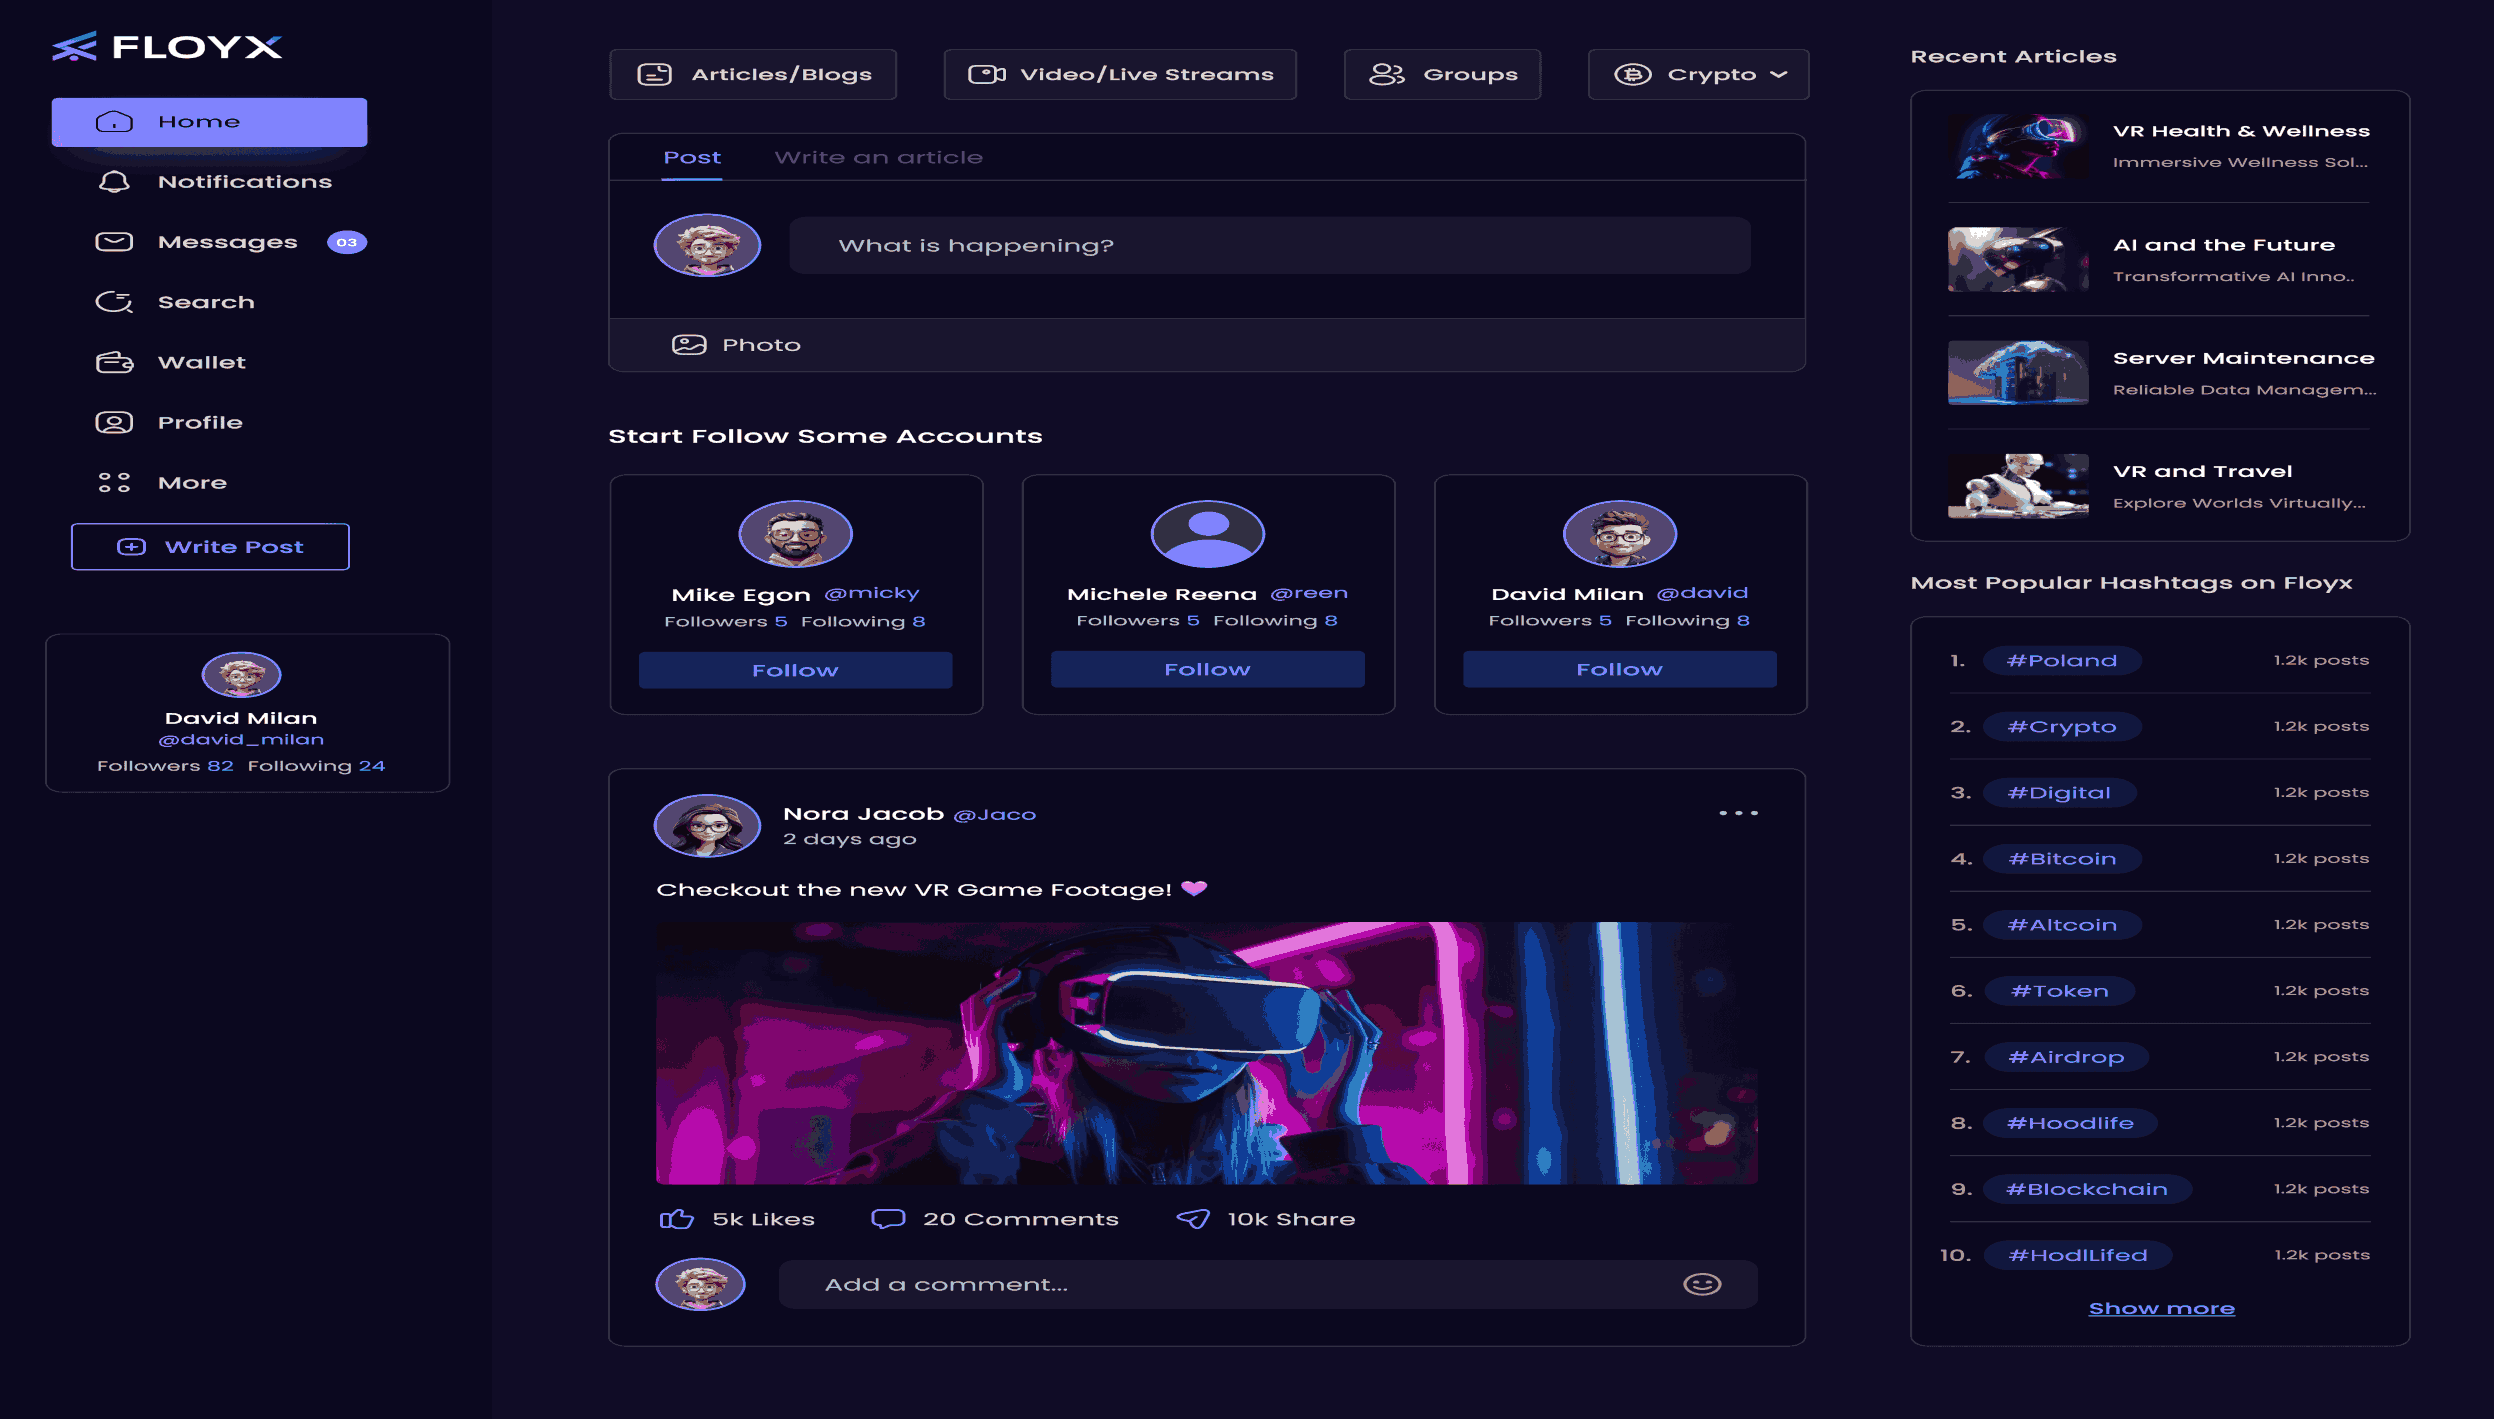 FLOYX
Home
Notifications
Messages 03
Search
Wallet
Profile
More
Write Post
David Milan
@david_milan
Followers 82 Following 24
Articles/Blogs
Video/Live Streams
Groups
Crypto
Post Write an article
What is happening?
Photo
Start Follow Some Accounts
Mike Egon @micky
Followers 5 Following 8
Follow
Michele Reena @reen
Followers 5 Following 8
Follow
David Milan @david
Followers 5 Following 8
Follow
Nora Jacob @Jaco
2 days ago
Checkout the new VR Game Footage!
5k Likes 20 Comments 10k Share
Add a comment...
Recent Articles
VR Health & Wellness
Immersive Wellness Sol...
AI and the Future
Transformative AI Inno..
Server Maintenance
Reliable Data Managem...
VR and Travel
Explore Worlds Virtually...
Most Popular Hashtags on Floyx
1. #Poland 1.2k posts
2. #Crypto 1.2k posts
3. #Digital 1.2k posts
4. #Bitcoin 1.2k posts
5. #Altcoin 1.2k posts
6. #Token 1.2k posts
7. #Airdrop 1.2k posts
8. #Hoodlife 1.2k posts
9. #Blockchain 1.2k posts
10. #HodlLifed 1.2k posts
Show more